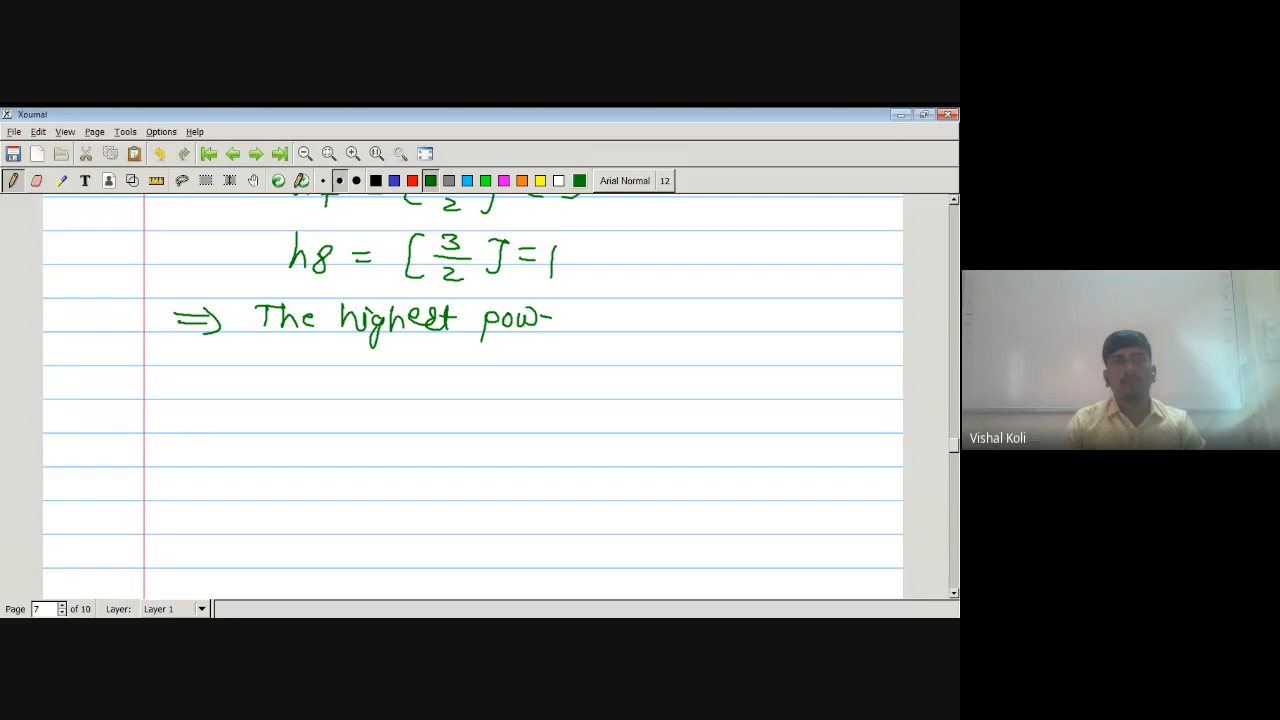 Xournal
File Edit View Page Tools Options Help
Arial Normal 12
h8 = [ 3/2 ] = 1
⇒ The highest pow
Vishal Koli
Page 7 of 10 Layer: Layer 1